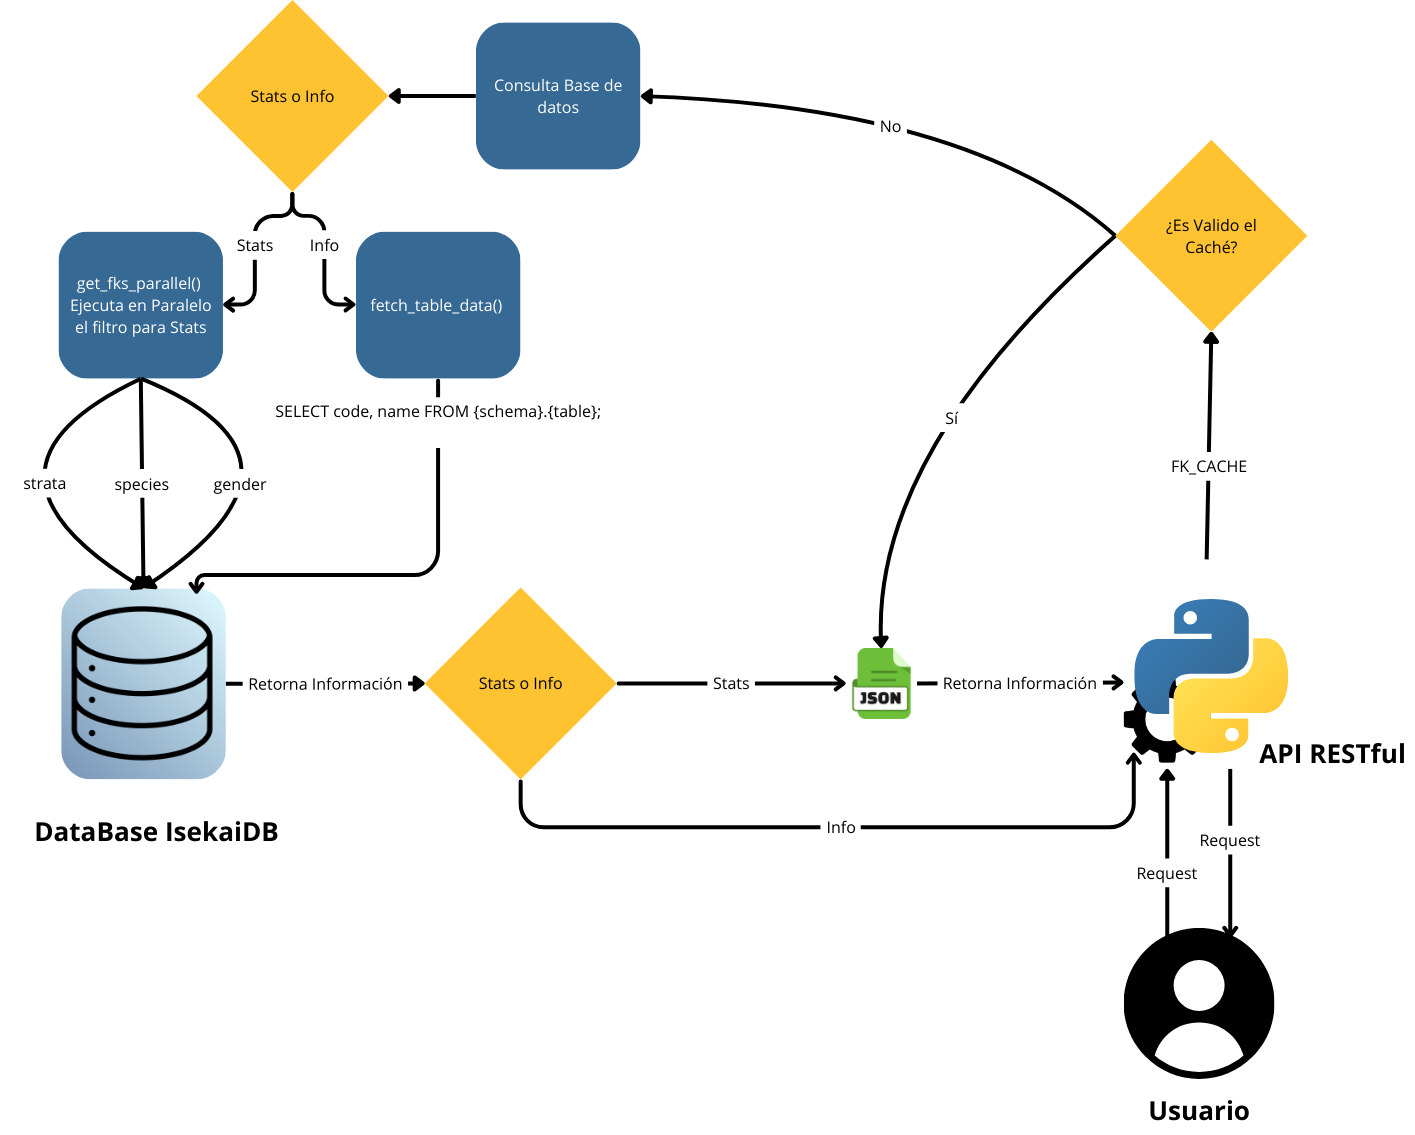 Stats o Info
Consulta Base de
datos
No
¿Es Valido el
Caché?
Stats
Info
get_fks_parallel()
Ejecuta en Paralelo
el filtro para Stats
fetch_table_data()
SELECT code, name FROM {schema}.{table};
Sí
FK_CACHE
strata
species
gender
Retorna Información
Stats o Info
Stats
JSON
Retorna Información
API RESTful
DataBase IsekaiDB
Info
Request
Request
Usuario